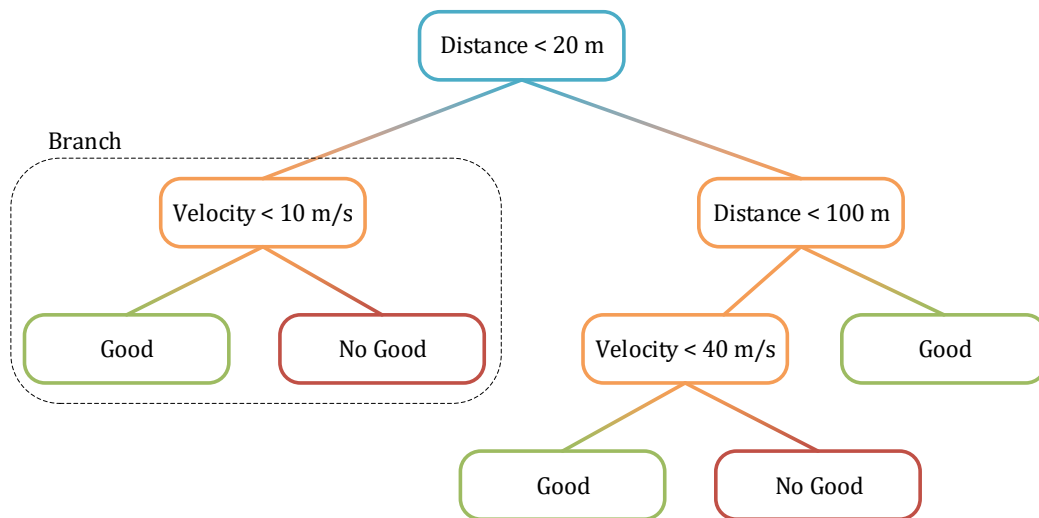 Distance < 20 m
Branch
Velocity < 10 m/s
Distance < 100 m
Good
No Good
Velocity < 40 m/s
Good
Good
No Good